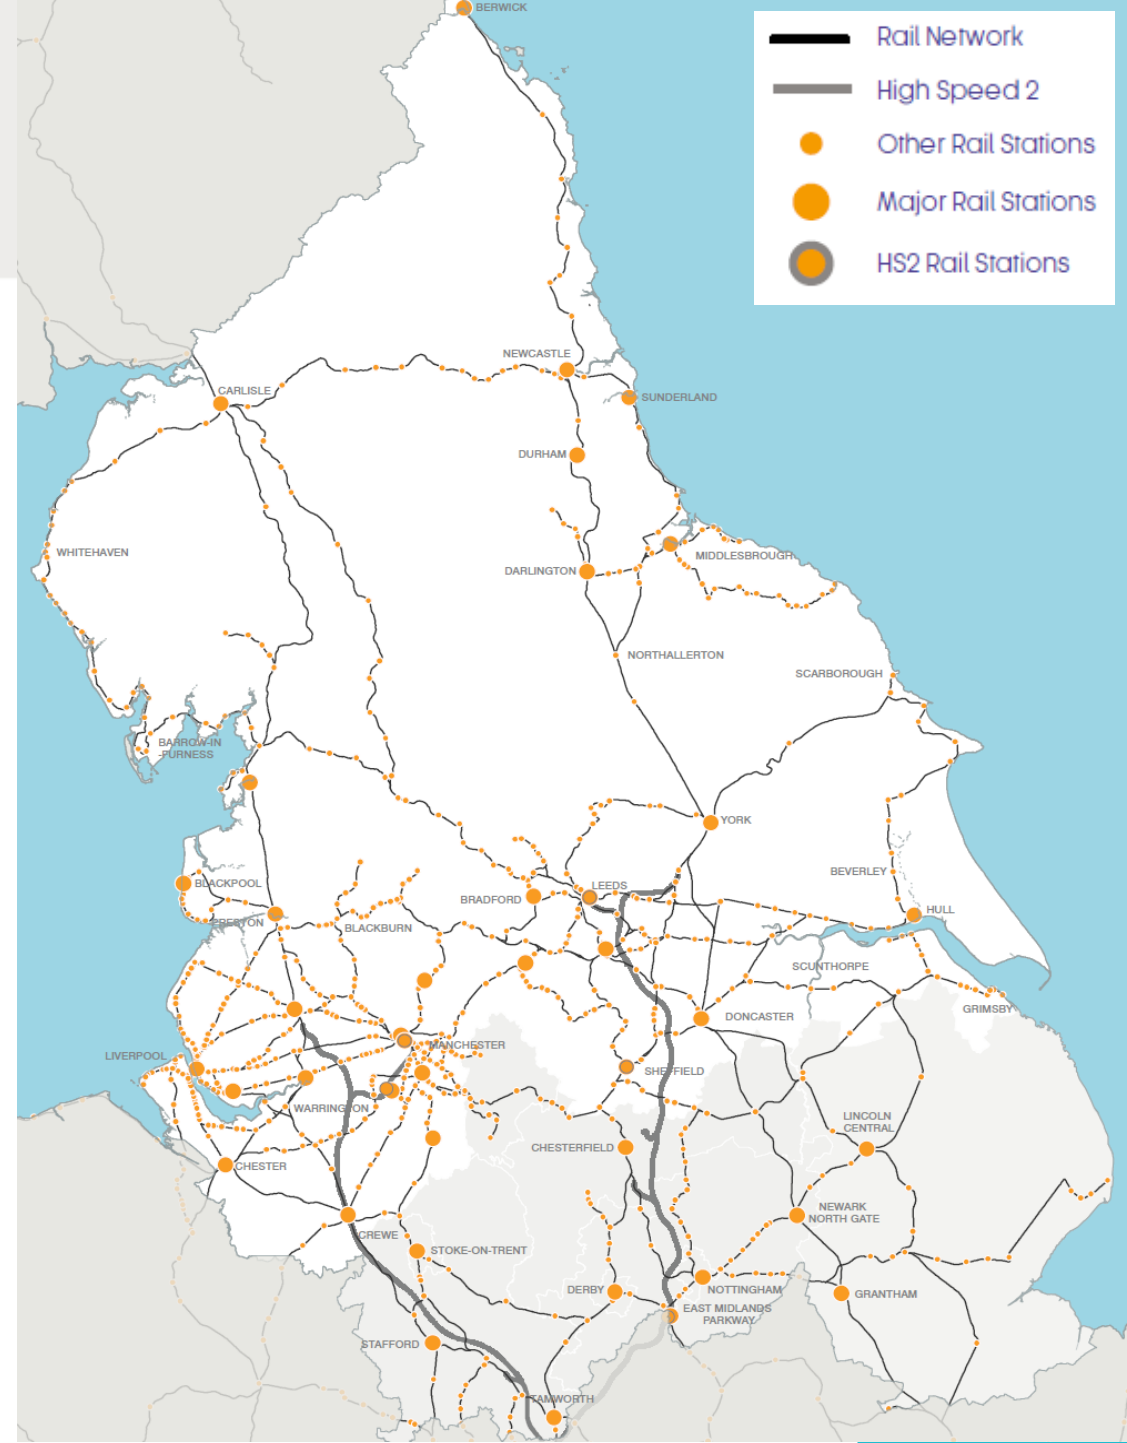 BERWICK
Rail Network
High Speed 2
Other Rail Stations
Major Rail Stations
HS2 Rail Stations
NEWCASTLE
CARLISLE
SUNDERLAND
DURHAM
WHITEHAVEN
MIDDLESBROUGH
DARLINGTON
NORTHALLERTON
SCARBOROUGH
BARROW-IN
-FURNESS
YORK
BEVERLEY
BLACKPOOL
LEEDS
BRADFORD
HULL
PRESTON
BLACKBURN
SCUNTHORPE
GRIMSBY
DONCASTER
MANCHESTER
LIVERPOOL
SHEFFIELD
WARRINGTON
LINCOLN
CENTRAL
CHESTERFIELD
CHESTER
NEWARK
NORTH GATE
CREWE
STOKE-ON-TRENT
DERBY
NOTTINGHAM
GRANTHAM
EAST MIDLANDS
PARKWAY
STAFFORD
TAMWORTH